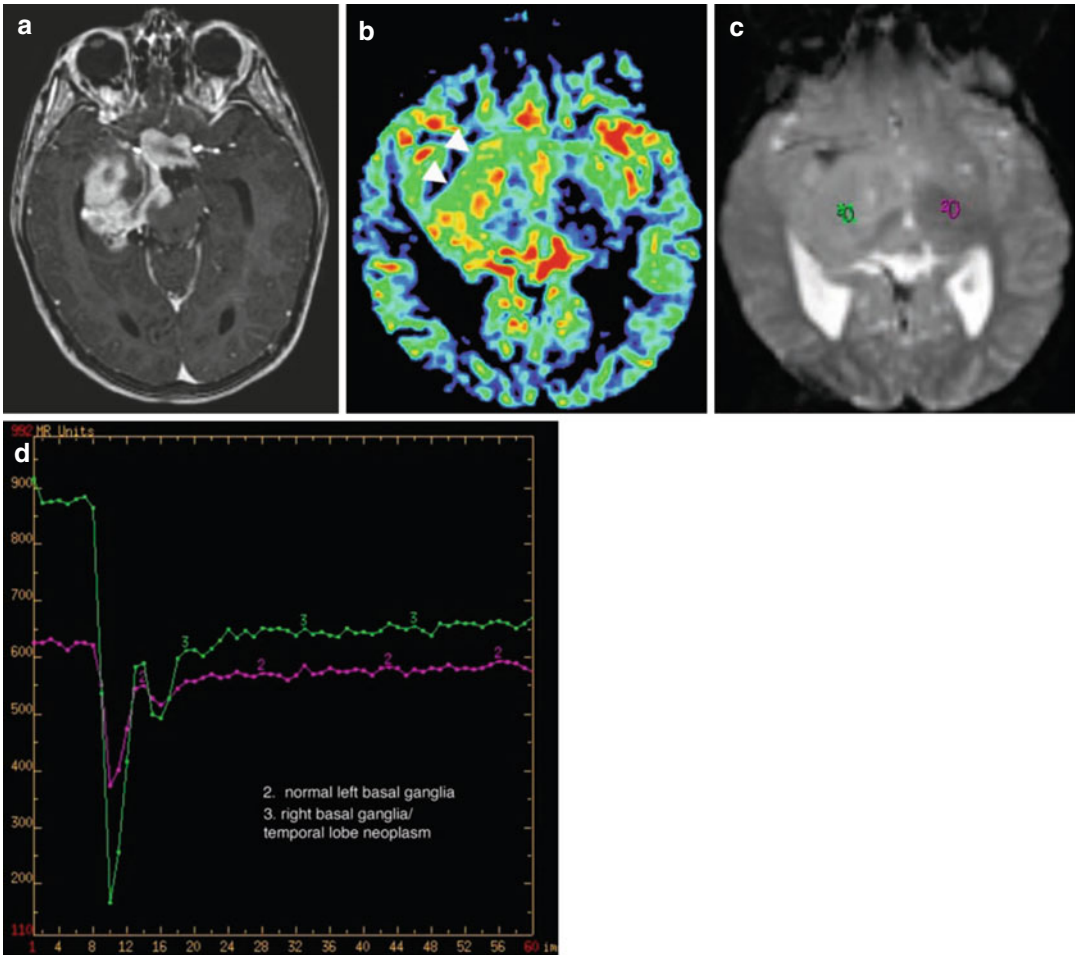 a
b
c
2
d
992 MR Units
900
800
700
600
500
400
300
200
110
3
3
3
2
2
2
2
2. normal left basal ganglia
3. right basal ganglia/
temporal lobe neoplasm
1 4 8 12 16 20 24 28 32 36 40 44 48 52 56 60 im